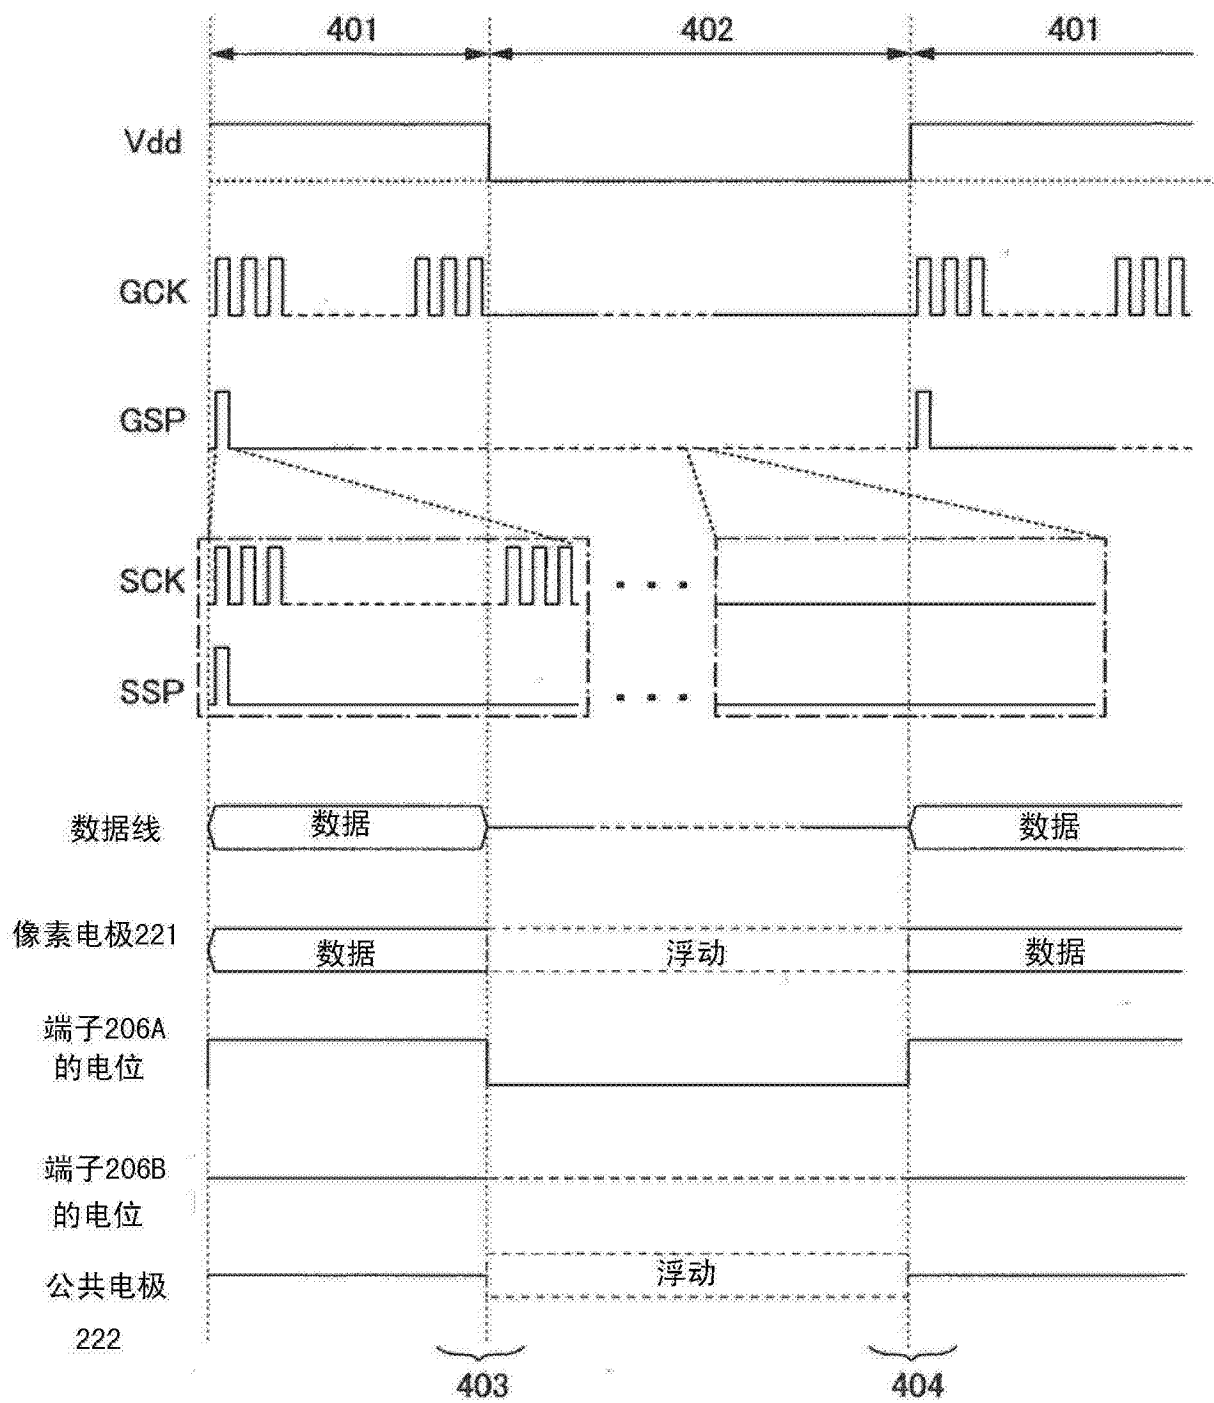 401 402 401
Vdd
GCK
GSP
SCK
SSP
数据线 数据 数据
像素电极221 数据 浮动 数据
端子206A
的电位
端子206B
的电位
公共电极 浮动
222
403 404